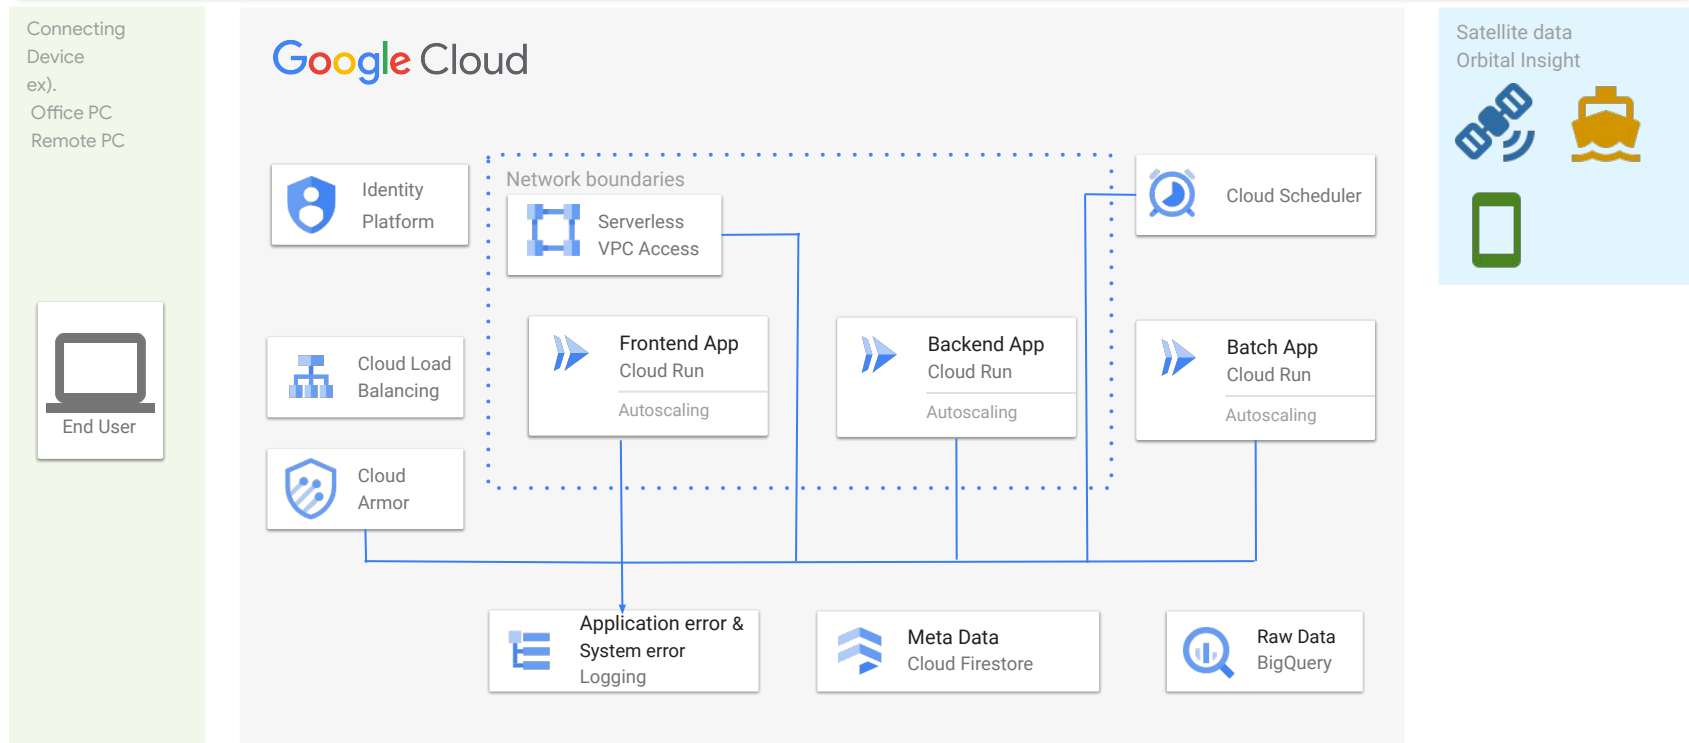 Connecting
Device
ex).
Office PC
Remote PC
End User
Google Cloud
Identity
Platform
Cloud Load
Balancing
Cloud
Armor
Network boundaries
Serverless
VPC Access
Frontend App
Cloud Run
Autoscaling
Backend App
Cloud Run
Autoscaling
Cloud Scheduler
Batch App
Cloud Run
Autoscaling
Application error &
System error
Logging
Meta Data
Cloud Firestore
Raw Data
BigQuery
Satellite data
Orbital Insight